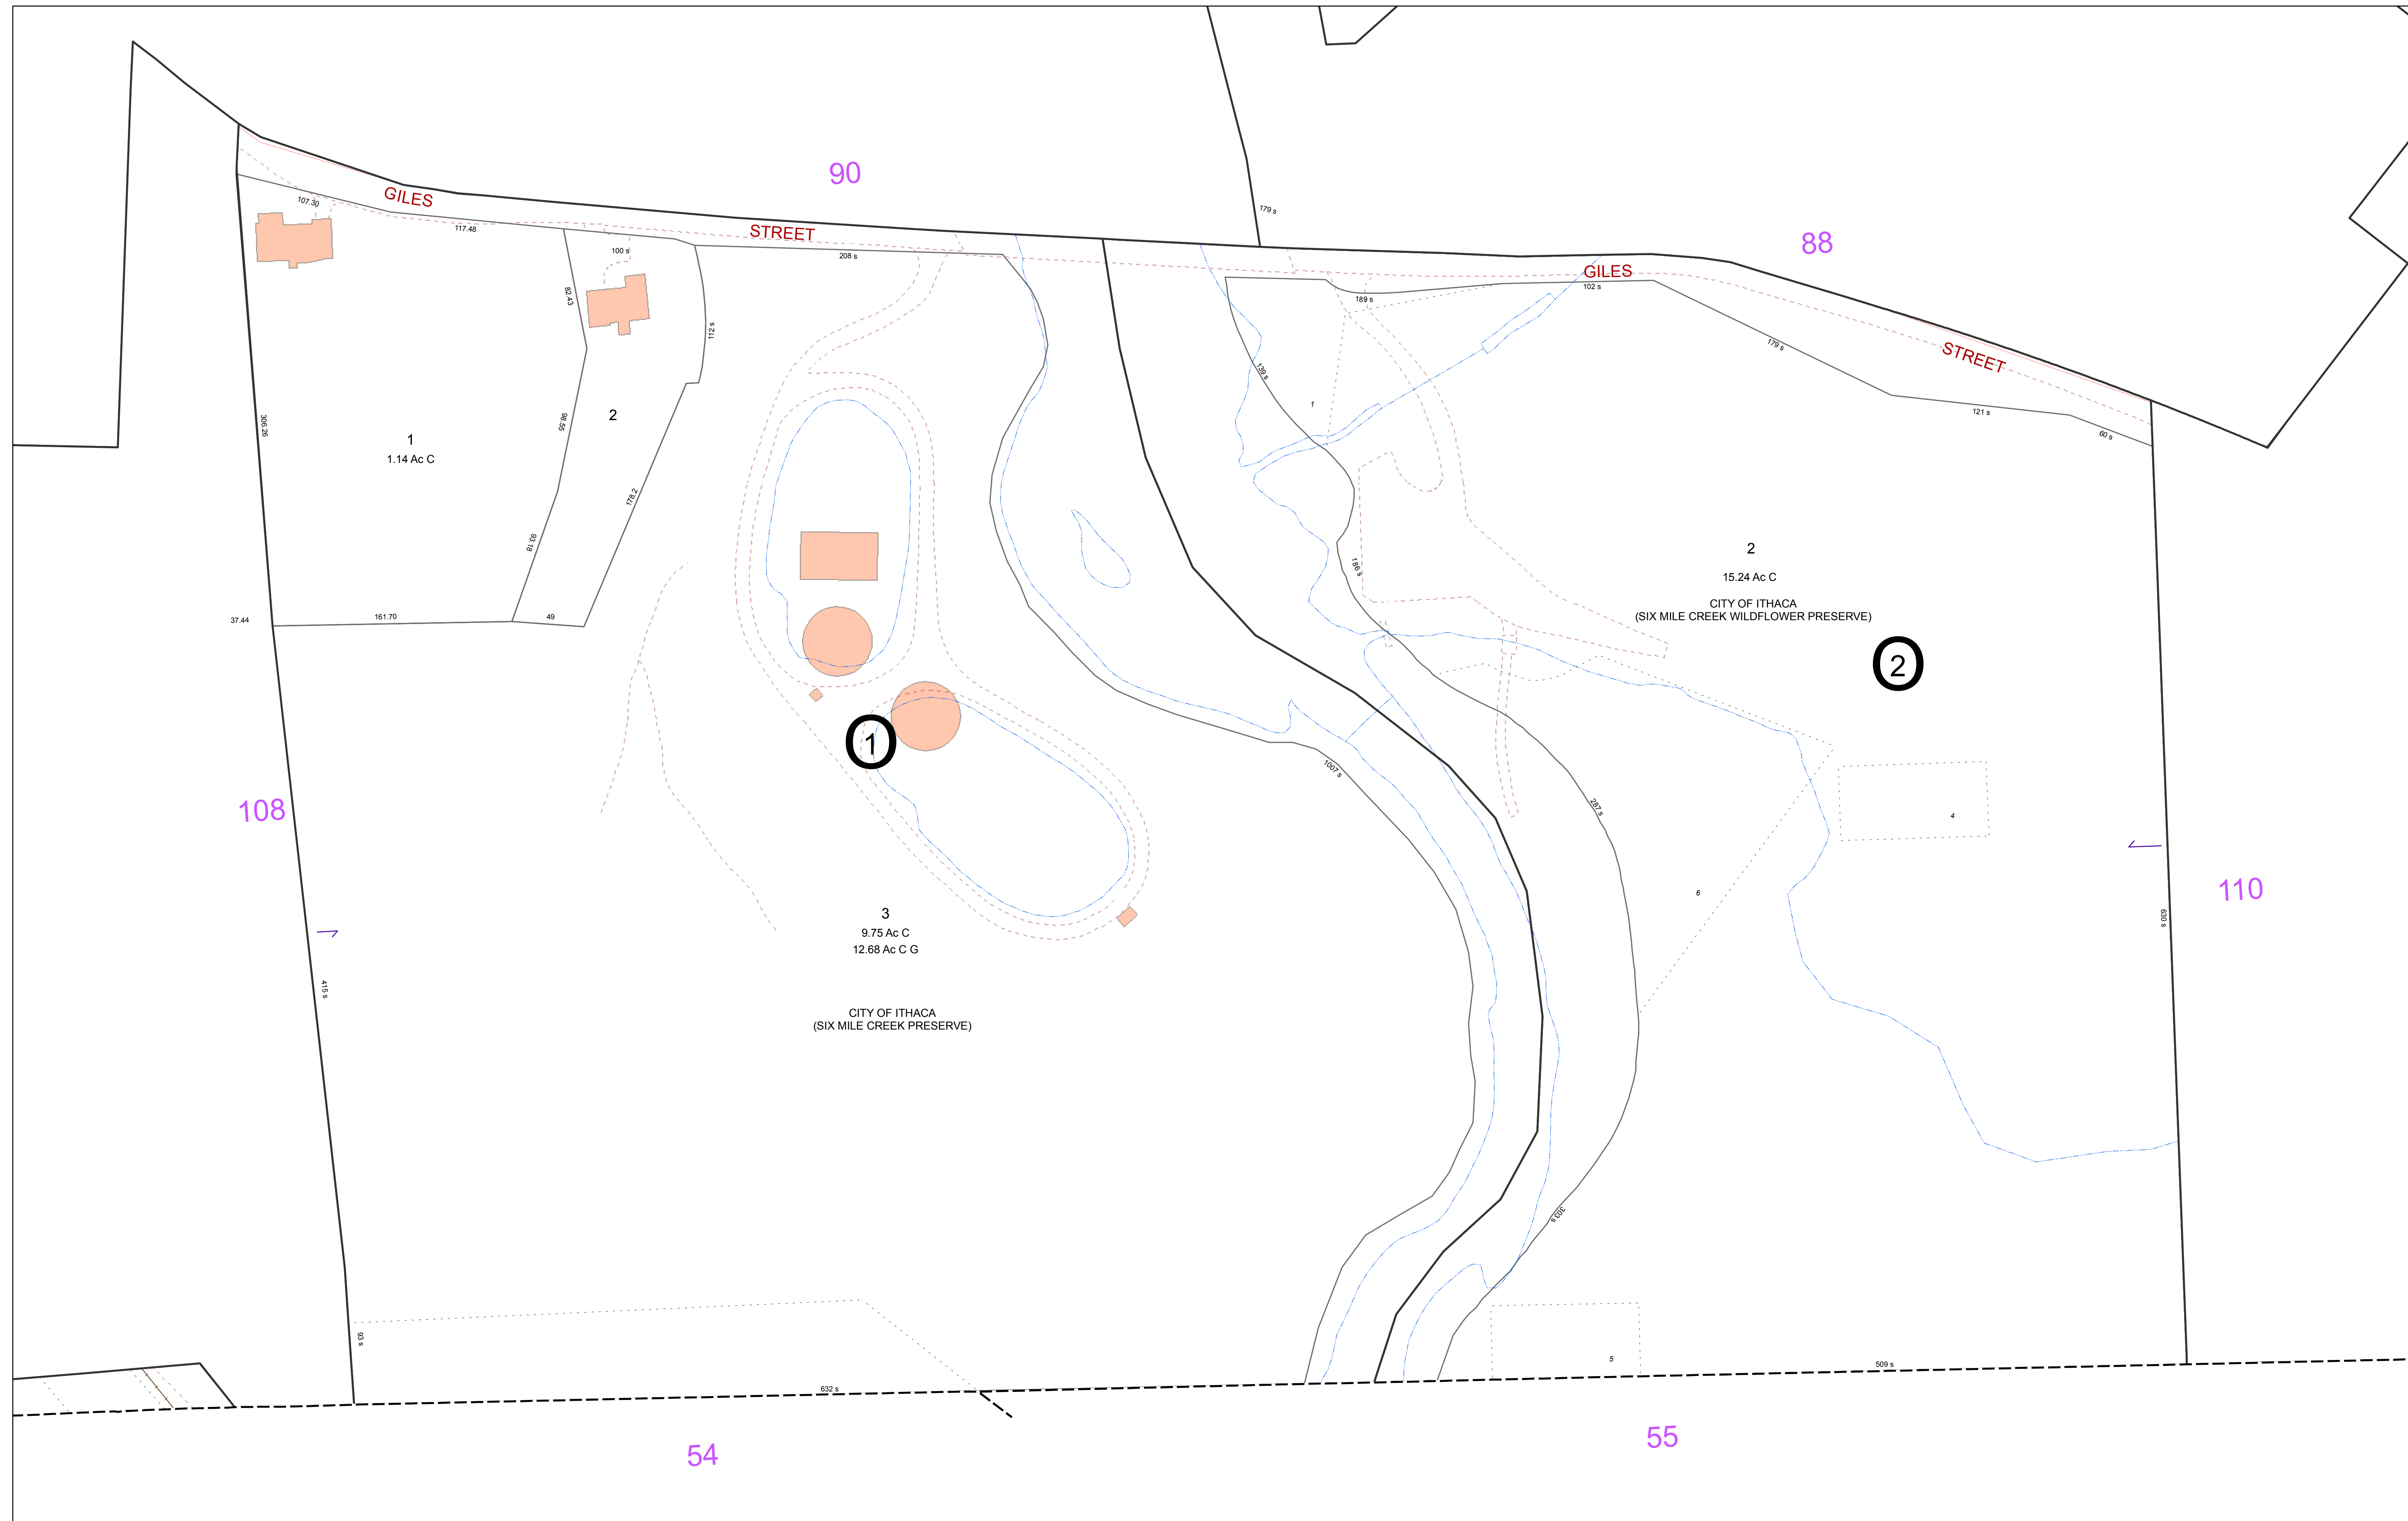 90
179 s
88
GILES
107.30
117.48
STREET
100 s
208 s
GILES
189 s
102 s
STREET
179 s
121 s
60 s
82.43
112 s
139 s
1
306.26
98.55
2
1
1.14 Ac C
178.2
93.18
186 s
2
15.24 Ac C
CITY OF ITHACA
(SIX MILE CREEK WILDFLOWER PRESERVE)
2
37.44
161.70
49
1
1007 s
287 s
4
108
6
110
630 s
3
9.75 Ac C
12.68 Ac C G
415 s
CITY OF ITHACA
(SIX MILE CREEK PRESERVE)
303 s
93 s
5
509 s
632 s
54
55